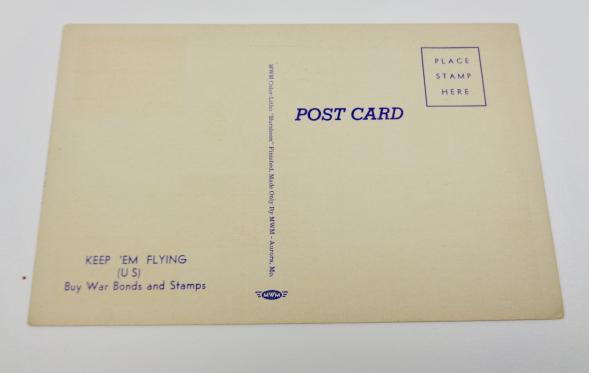 PLACE
STAMP
HERE
POST CARD
MWM Color-Litho "Burnham" Finished, Made Only By MWM - Aurora, Mo.
KEEP 'EM FLYING
(U S)
Buy War Bonds and Stamps
MWM